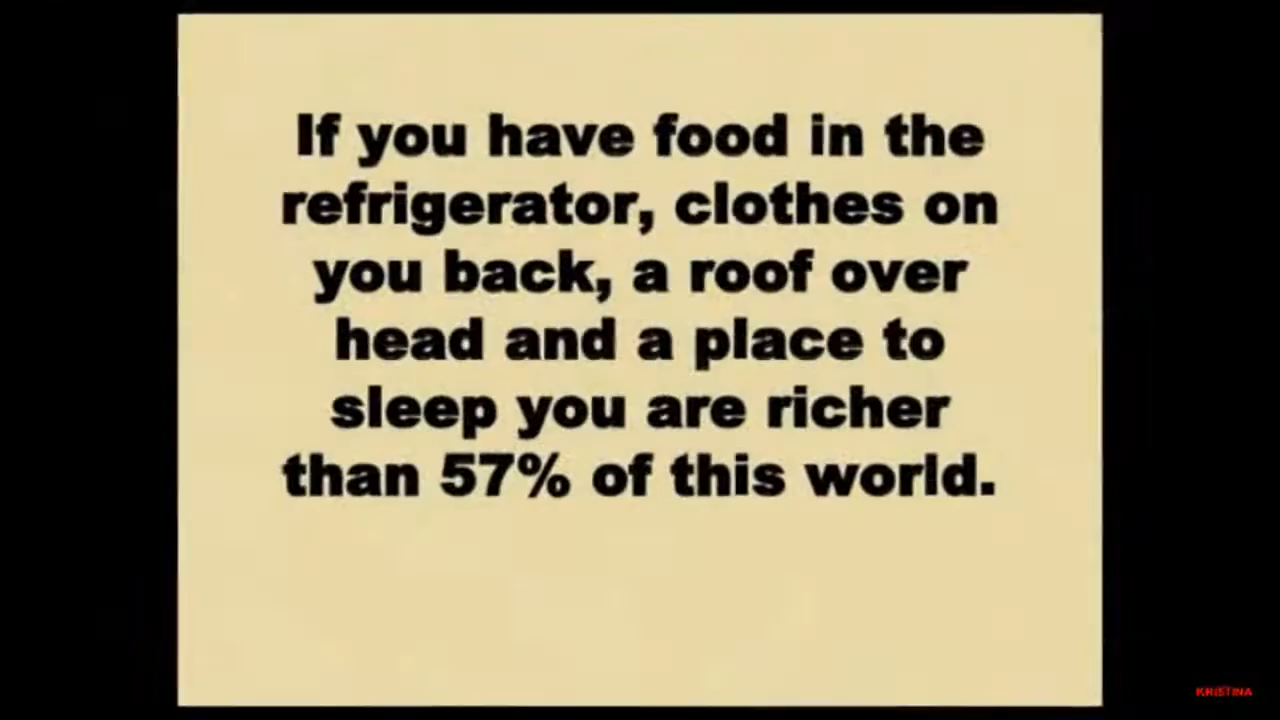 If you have food in the
refrigerator, clothes on
you back, a roof over
head and a place to
sleep you are richer
than 57% of this world.
KRISTINA